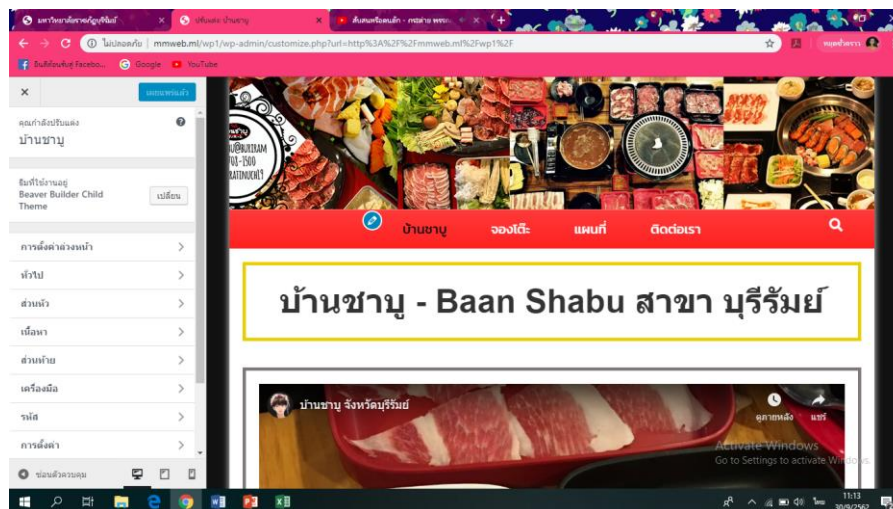 มหาวิทยาลัยราชภัฏบุรีรัมย์
ปรับแต่ง: บ้านชาบู
ไม่ปลอดภัย | mmweb.ml/wp1/wp-admin/customize.php?url=http%3A%2F%2Fmmweb.ml%2Fwp1%2F
หยุดชั่วคราว
Google
YouTube
เผยแพร่แล้ว
คุณกำลังปรับแต่ง
บ้านชาบู
ธีมที่ใช้งานอยู่
Beaver Builder Child
Theme
เปลี่ยน
การตั้งค่าล่วงหน้า
ทั่วไป
ส่วนหัว
เนื้อหา
ส่วนท้าย
เครื่องมือ
รหัส
การตั้งค่า
ซ่อนตัวควบคุม
บ้านชาบู
จองโต๊ะ
แผนที่
ติดต่อเรา
บ้านชาบู - Baan Shabu สาขา บุรีรัมย์
บ้านชาบู จังหวัดบุรีรัมย์
ดูภายหลัง
แชร์
Activate Windows
Go to Settings to activate Windows.
11:13
30/9/2562